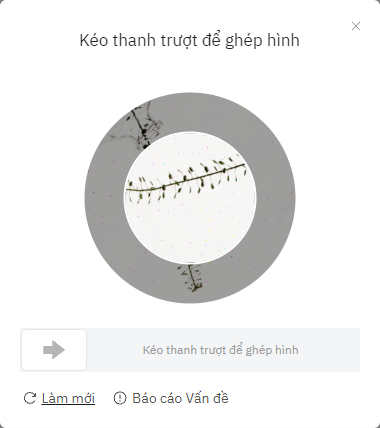 Kéo thanh trượt để ghép hình
Kéo thanh trượt để ghép hình
Làm mới
Báo cáo Vấn đề